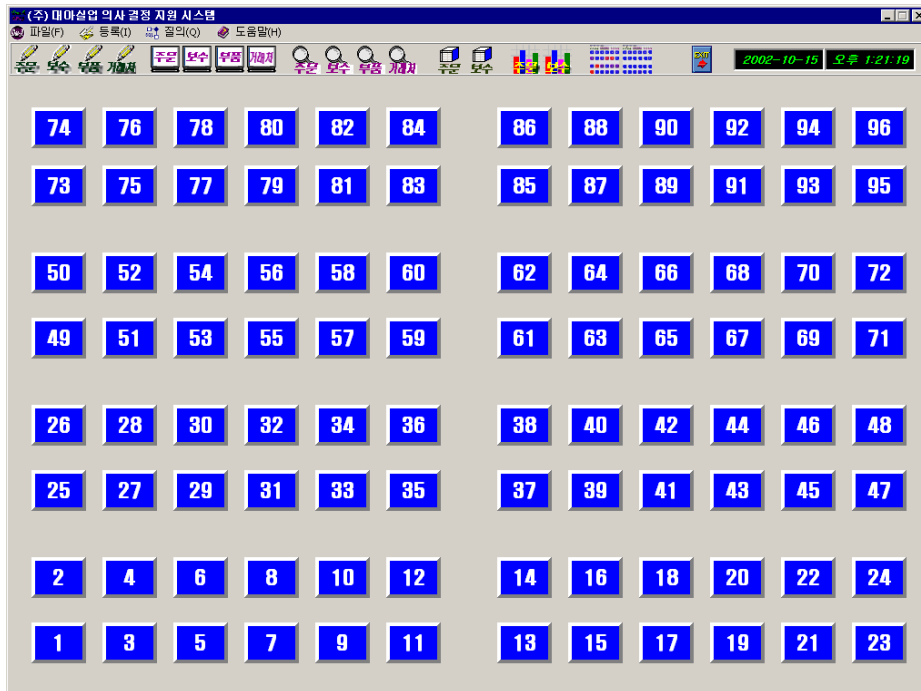 (주) 대아실업 의사 결정 지원 시스템
파일(F) 등록(I) 질의(Q) 도움말(H)
주문 보수 부품 거래처 주문 보수 부품 거래처 주문 보수 부품 거래처 주문 보수 주문 보수 EXIT 2002-10-15 오후 1:21:19
74 76 78 80 82 84 86 88 90 92 94 96
73 75 77 79 81 83 85 87 89 91 93 95
50 52 54 56 58 60 62 64 66 68 70 72
49 51 53 55 57 59 61 63 65 67 69 71
26 28 30 32 34 36 38 40 42 44 46 48
25 27 29 31 33 35 37 39 41 43 45 47
2 4 6 8 10 12 14 16 18 20 22 24
1 3 5 7 9 11 13 15 17 19 21 23